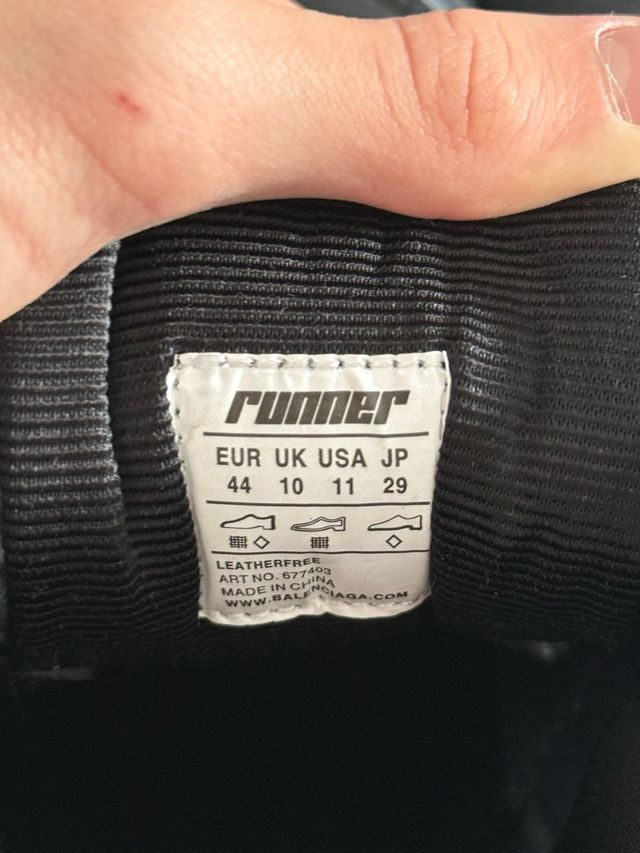 runner
EUR UK USA JP
44 10 11 29
LEATHERFREE
ART NO. 677403
MADE IN CHINA
WWW.BALENCIAGA.COM